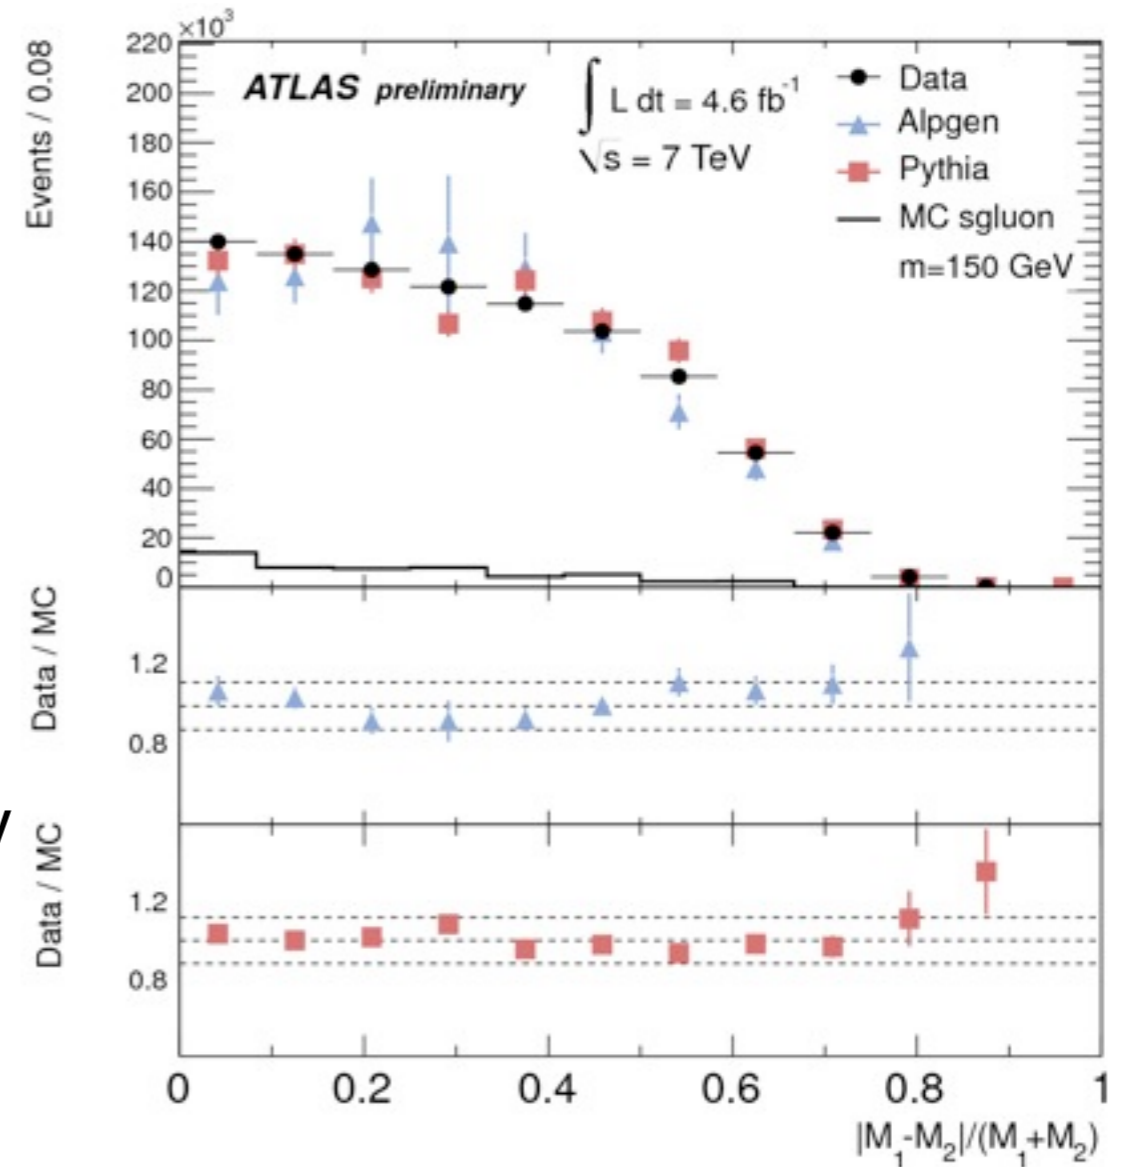 ×10³
Events / 0.08
220
200
180
160
140
120
100
80
60
40
20
0
ATLAS preliminary
∫ L dt = 4.6 fb⁻¹
√s = 7 TeV
Data
Alpgen
Pythia
MC sgluon
m=150 GeV
Data / MC
1.2
0.8
y
Data / MC
1.2
0.8
0 0.2 0.4 0.6 0.8 1
|M₁-M₂|/(M₁+M₂)